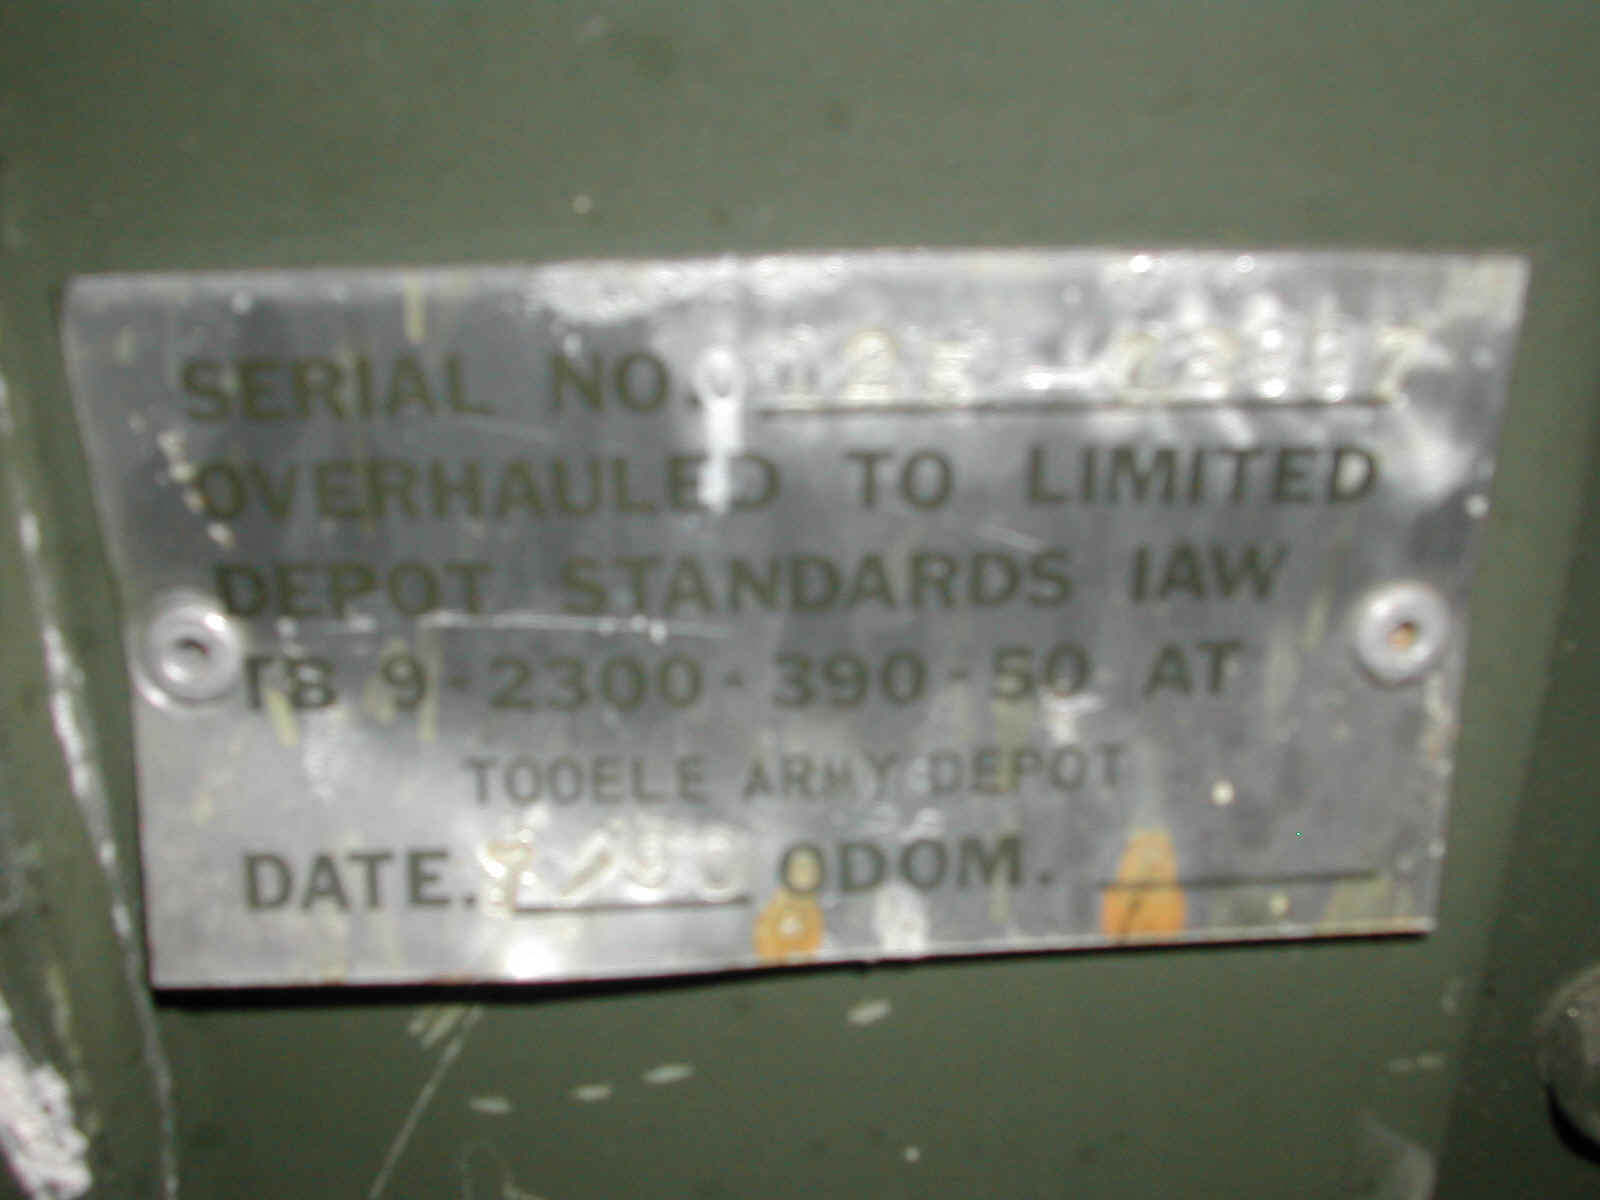 SERIAL NO.
OVERHAULED TO LIMITED
DEPOT STANDARDS IAW
TB 9-2300-390-50 AT
TOOELE ARMY DEPOT
DATE. ODOM.